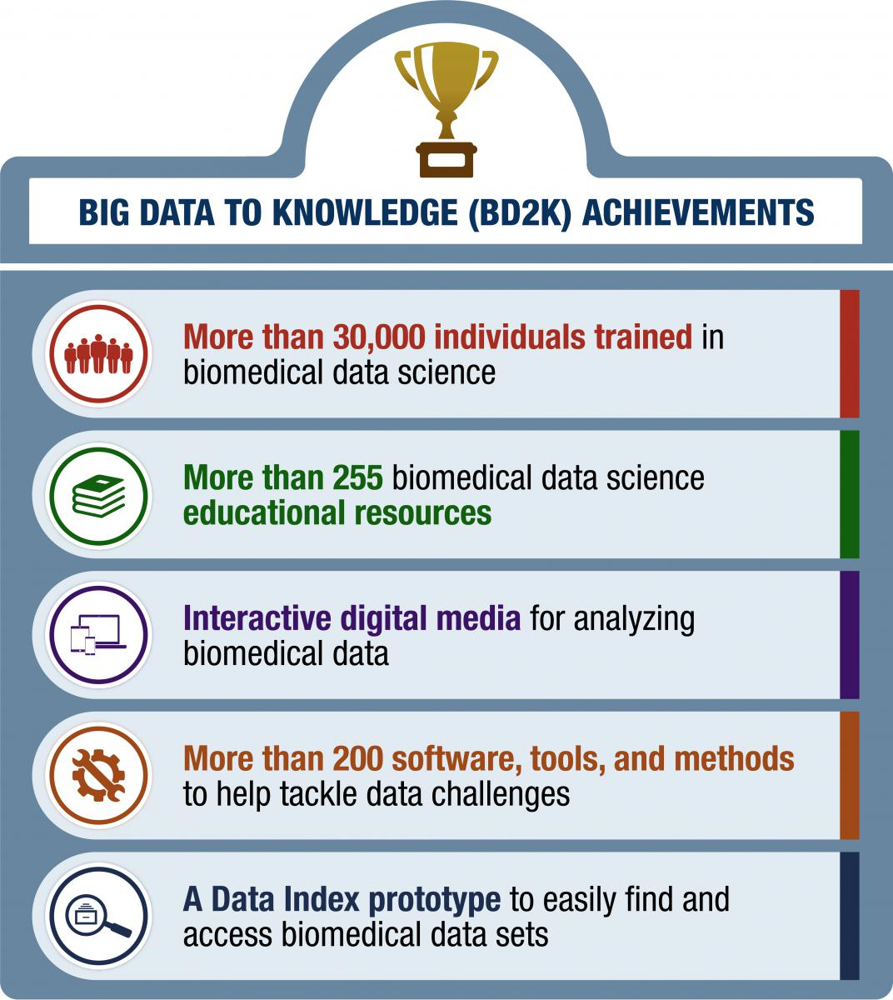 BIG DATA TO KNOWLEDGE (BD2K) ACHIEVEMENTS
More than 30,000 individuals trained in
biomedical data science
More than 255 biomedical data science
educational resources
Interactive digital media for analyzing
biomedical data
More than 200 software, tools, and methods
to help tackle data challenges
A Data Index prototype to easily find and
access biomedical data sets